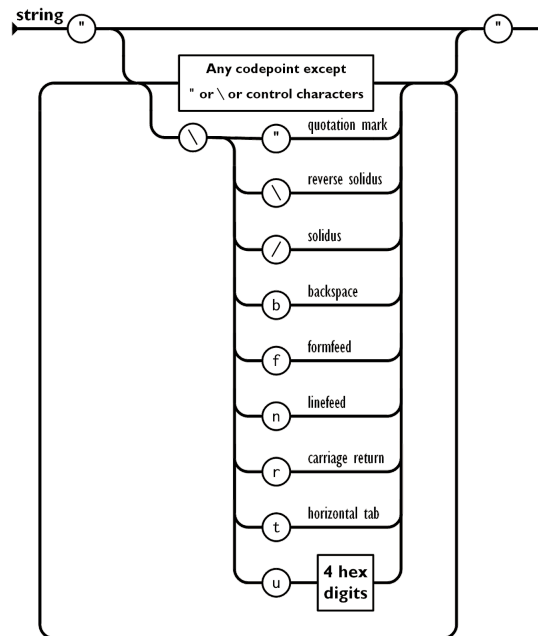 string
" "
Any codepoint except
" or \ or control characters
\ " quotation mark
\ reverse solidus
/ solidus
b backspace
f formfeed
n linefeed
r carriage return
t horizontal tab
u 4 hex
digits